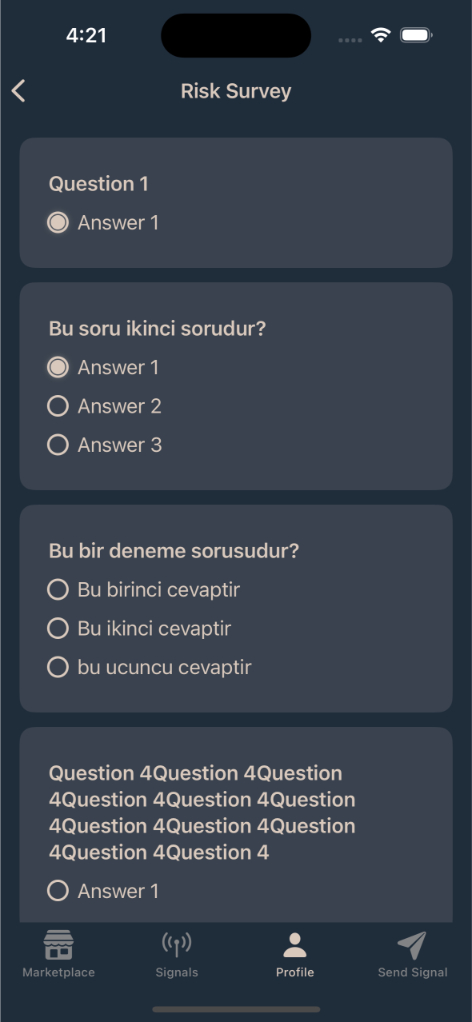 4:21
Risk Survey
Question 1
Answer 1
Bu soru ikinci sorudur?
Answer 1
Answer 2
Answer 3
Bu bir deneme sorusudur?
Bu birinci cevaptir
Bu ikinci cevaptir
bu ucuncu cevaptir
Question 4Question 4Question
4Question 4Question 4Question
4Question 4Question 4Question
4Question 4Question 4
Answer 1
Marketplace
Signals
Profile
Send Signal